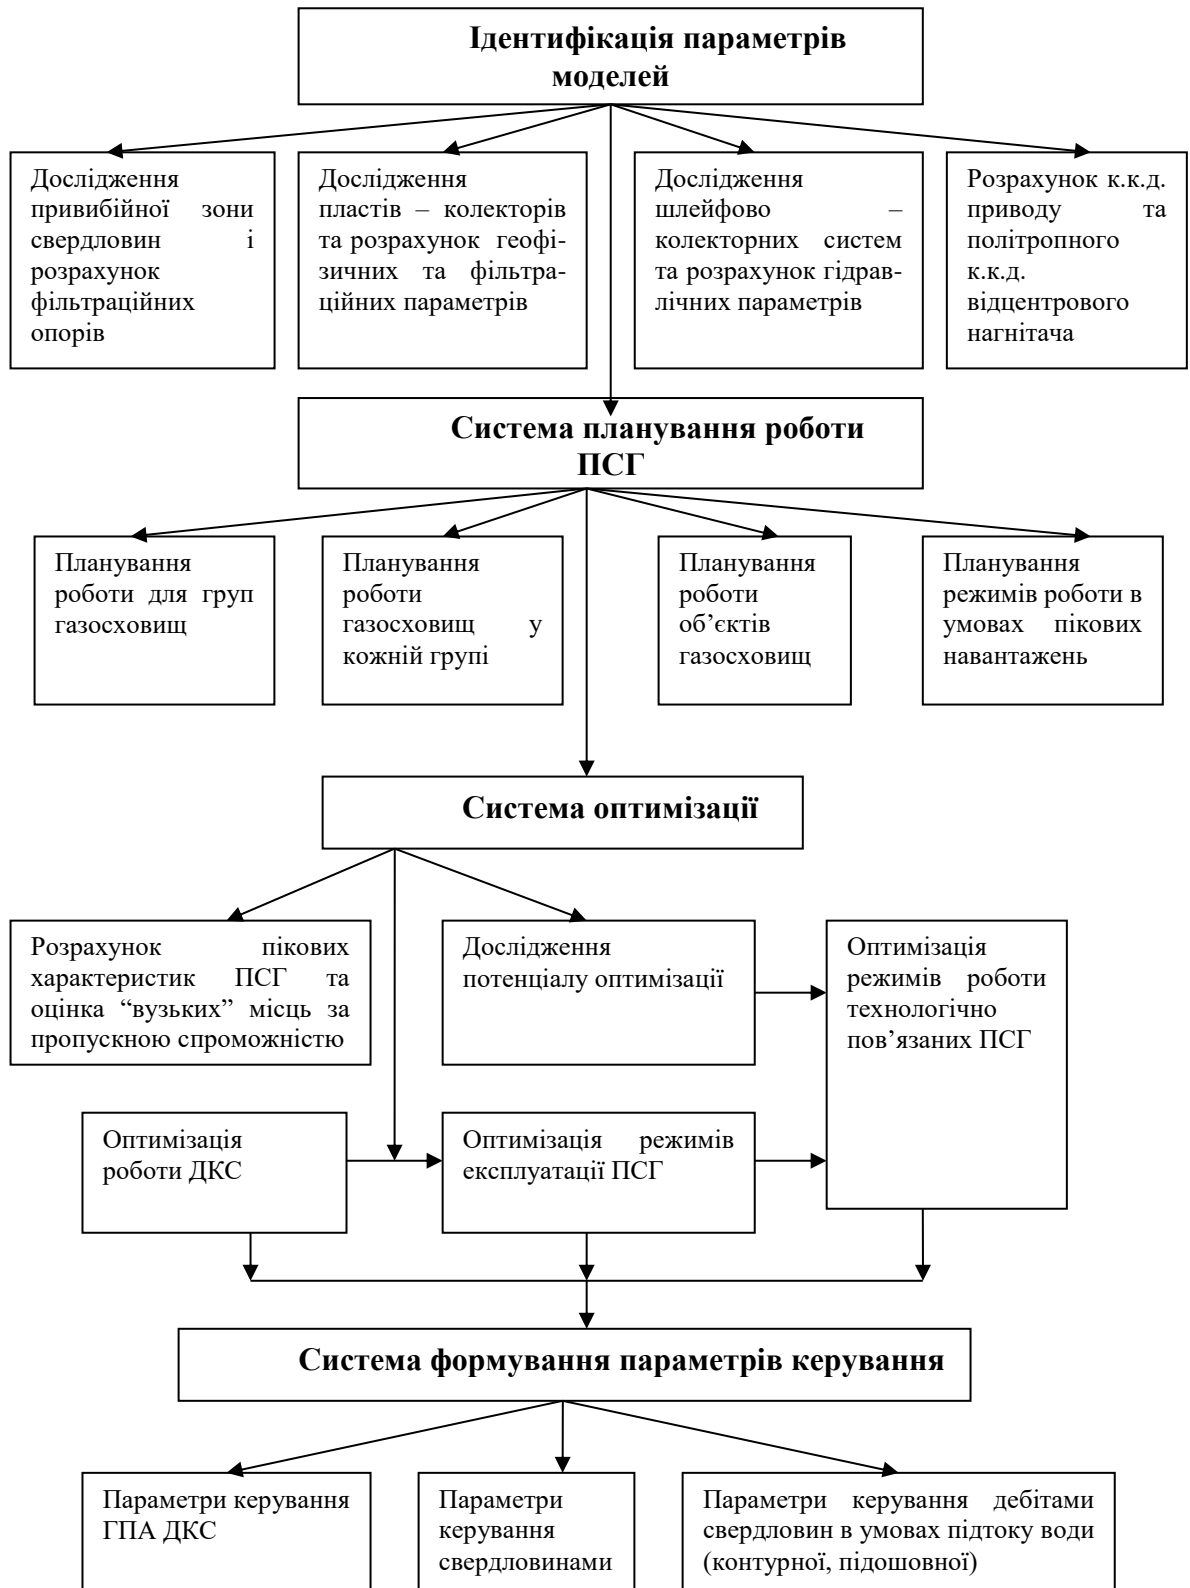 Ідентифікація параметрів
моделей
Дослідження
привибійної зони
свердловин і
розрахунок
фільтраційних
опорів
Дослідження
пластів – колекторів
та розрахунок геофі-
зичних та фільтра-
ційних параметрів
Дослідження
шлейфово –
колекторних систем
та розрахунок гідрав-
лічних параметрів
Розрахунок к.к.д.
приводу та
політропного
к.к.д.
відцентрового
нагнітача
Система планування роботи
ПСГ
Планування
роботи для груп
газосховищ
Планування
роботи
газосховищ у
кожній групі
Планування
роботи
об’єктів
газосховищ
Планування
режимів роботи в
умовах пікових
навантажень
Система оптимізації
Розрахунок пікових
характеристик ПСГ та
оцінка “вузьких” місць за
пропускною спроможністю
Дослідження
потенціалу оптимізації
Оптимізація
режимів роботи
технологічно
пов’язаних ПСГ
Оптимізація
роботи ДКС
Оптимізація режимів
експлуатації ПСГ
Система формування параметрів керування
Параметри керування
ГПА ДКС
Параметри
керування
свердловинами
Параметри керування дебітами
свердловин в умовах підтоку води
(контурної, підошовної)